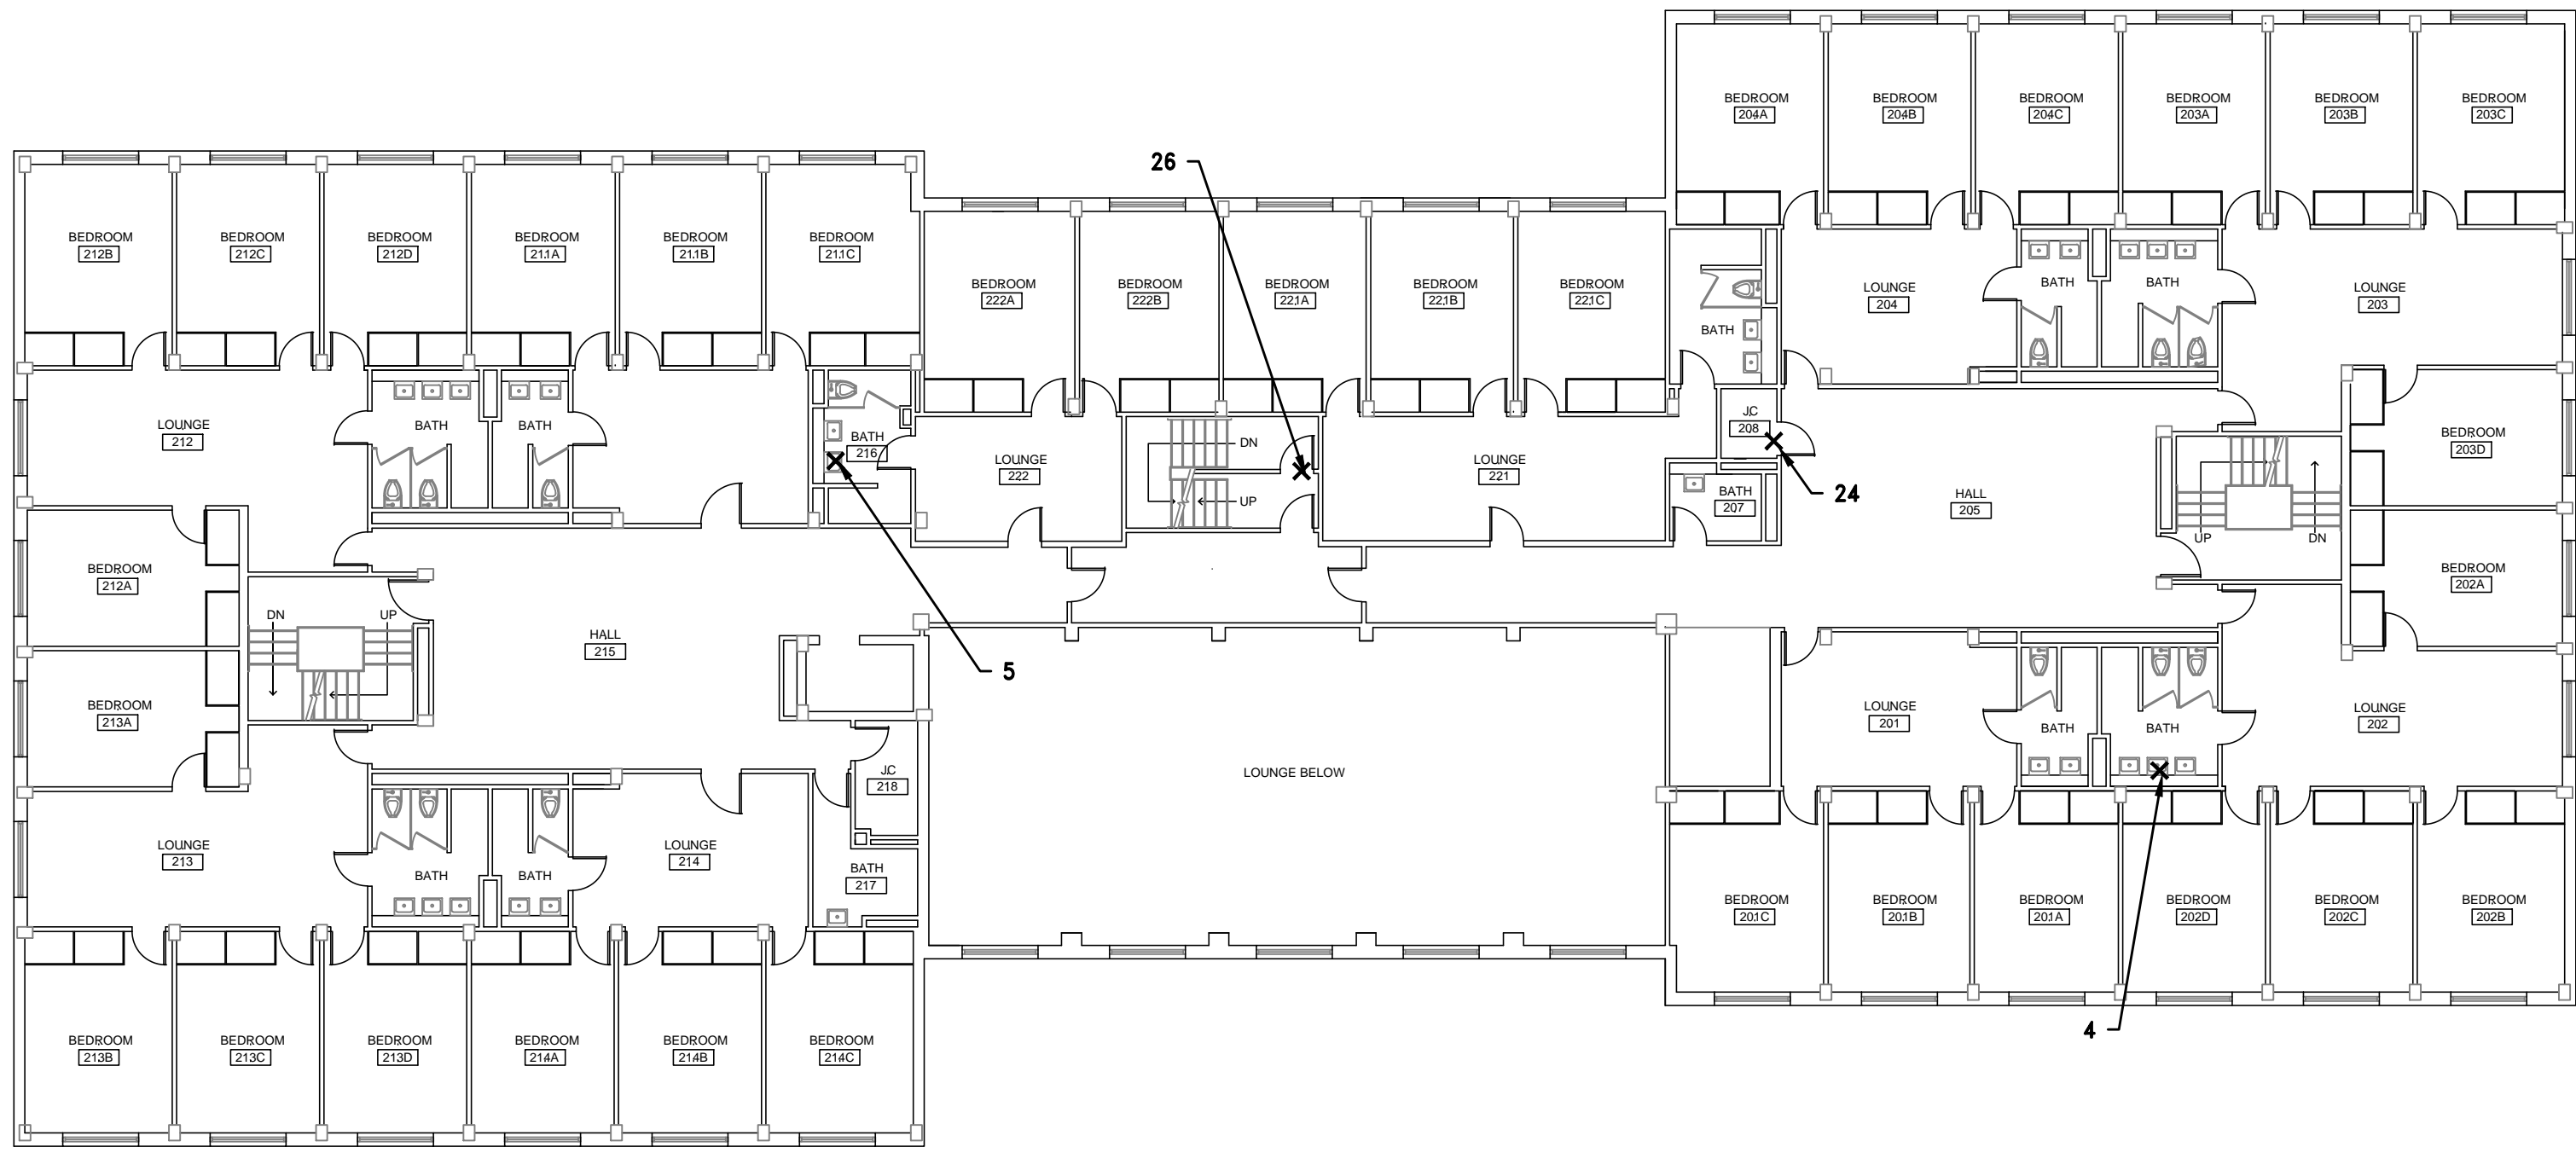 BEDROOM
204A
BEDROOM
204B
BEDROOM
204C
BEDROOM
203A
BEDROOM
203B
BEDROOM
203C
26
BEDROOM
212B
BEDROOM
212C
BEDROOM
212D
BEDROOM
211A
BEDROOM
211B
BEDROOM
211C
BEDROOM
222A
BEDROOM
222B
BEDROOM
221A
BEDROOM
221B
BEDROOM
221C
BATH
LOUNGE
204
BATH
BATH
LOUNGE
203
LOUNGE
212
BATH
BATH
BATH
216
LOUNGE
222
DN
UP
LOUNGE
221
J.C
208
BATH
207
24
HALL
205
UP
DN
BEDROOM
203D
BEDROOM
212A
BEDROOM
202A
DN
UP
HALL
215
5
BEDROOM
213A
LOUNGE
201
BATH
BATH
LOUNGE
202
J.C
218
LOUNGE BELOW
LOUNGE
213
BATH
BATH
LOUNGE
214
BATH
217
BEDROOM
201C
BEDROOM
201B
BEDROOM
201A
BEDROOM
202D
BEDROOM
202C
BEDROOM
202B
4
BEDROOM
213B
BEDROOM
213C
BEDROOM
213D
BEDROOM
214A
BEDROOM
214B
BEDROOM
214C